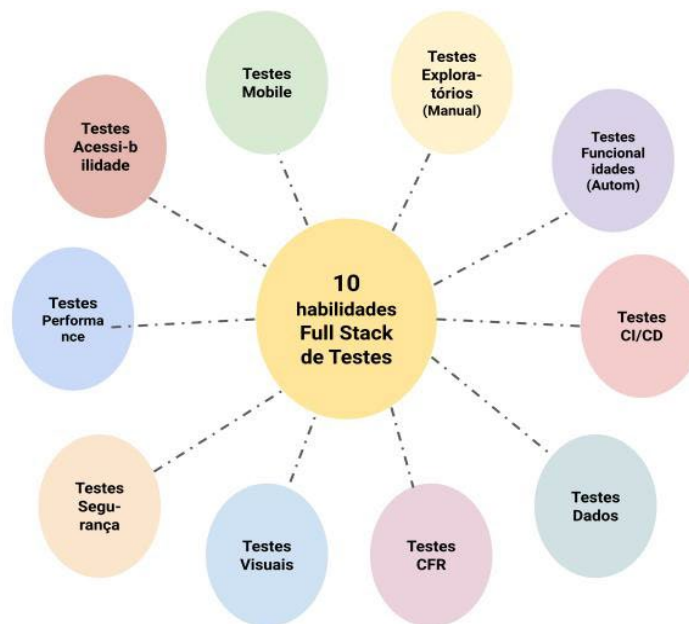 10
habilidades
Full Stack
de Testes
Testes
Mobile
Testes
Explora-
tórios
(Manual)
Testes
Funcional
idades
(Autom)
Testes
CI/CD
Testes
Dados
Testes
CFR
Testes
Visuais
Testes
Segu-
rança
Testes
Performa
nce
Testes
Acessi-b
ilidade